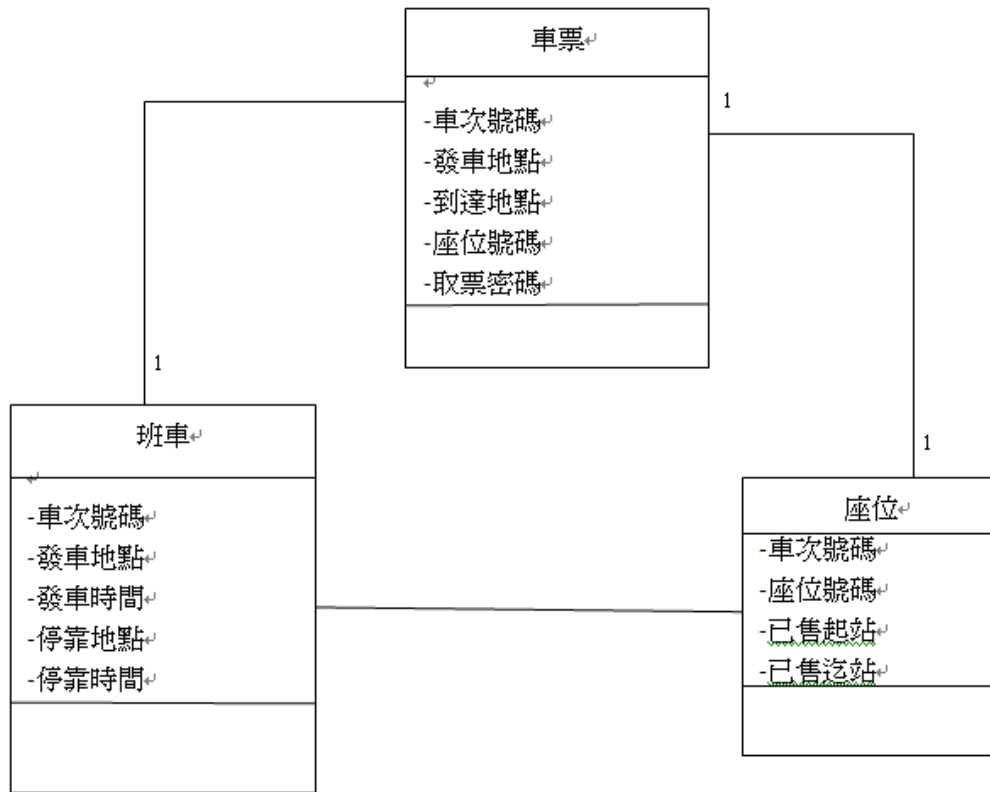 車票
-車次號碼
-發車地點
-到達地點
-座位號碼
-取票密碼
1
1
1
班車
-車次號碼
-發車地點
-發車時間
-停靠地點
-停靠時間
座位
-車次號碼
-座位號碼
-已售起站
-已售迄站